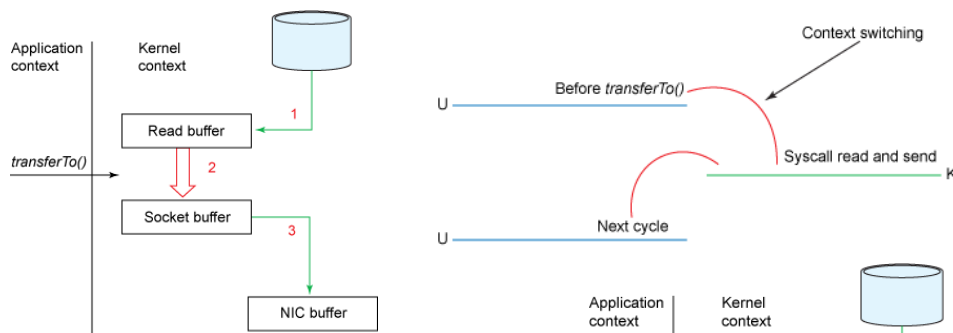 Application
context
Kernel
context
1
Read buffer
transferTo()
2
Socket buffer
3
NIC buffer
Context switching
Before transferTo()
U
Syscall read and send
K
Next cycle
U
Application
context
Kernel
context